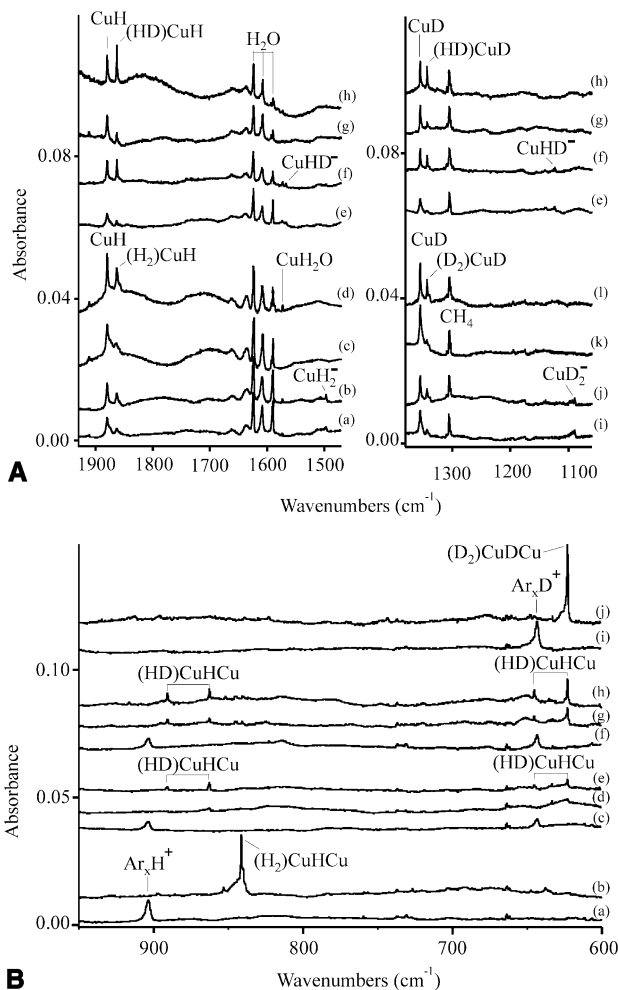 CuH
(HD)CuH
H2O
(h)
(g)
0.08
CuHD−
(f)
(e)
CuH
(H2)CuH
CuH2O
(d)
0.04
(c)
CuH2−
(b)
(a)
0.00
Absorbance
1900 1800 1700 1600 1500
CuD
(HD)CuD
(h)
(g)
0.08
CuHD−
(f)
(e)
CuD
(D2)CuD
(l)
0.04
CH4
(k)
CuD2−
(j)
(i)
0.00
1300 1200 1100
A
Wavenumbers (cm-1)
(D2)CuDCu
ArxD+
(j)
(i)
0.10
(HD)CuHCu
(HD)CuHCu
(h)
(g)
(f)
(HD)CuHCu
(HD)CuHCu
(e)
0.05
(d)
(c)
ArxH+
(H2)CuHCu
(b)
0.00
(a)
Absorbance
900 800 700 600
B
Wavenumbers (cm-1)